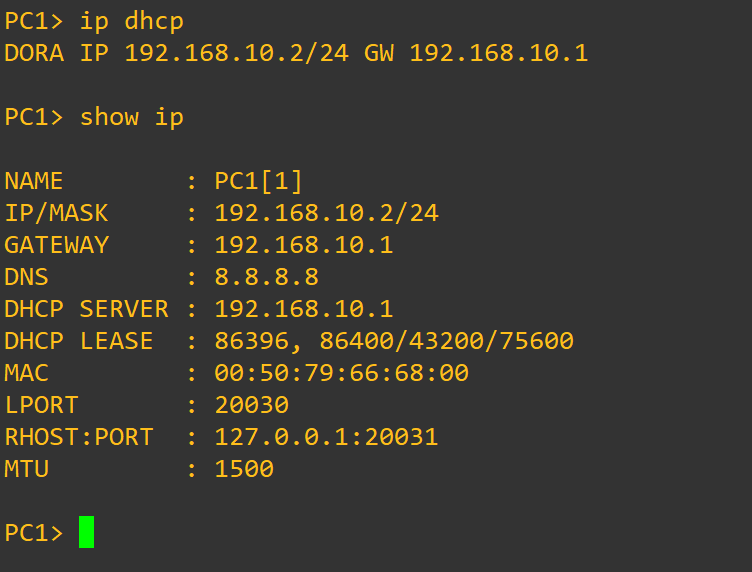 PC1> ip dhcp
DORA IP 192.168.10.2/24 GW 192.168.10.1
PC1> show ip
NAME        : PC1[1]
IP/MASK     : 192.168.10.2/24
GATEWAY     : 192.168.10.1
DNS         : 8.8.8.8
DHCP SERVER : 192.168.10.1
DHCP LEASE  : 86396, 86400/43200/75600
MAC         : 00:50:79:66:68:00
LPORT       : 20030
RHOST:PORT  : 127.0.0.1:20031
MTU         : 1500
PC1>